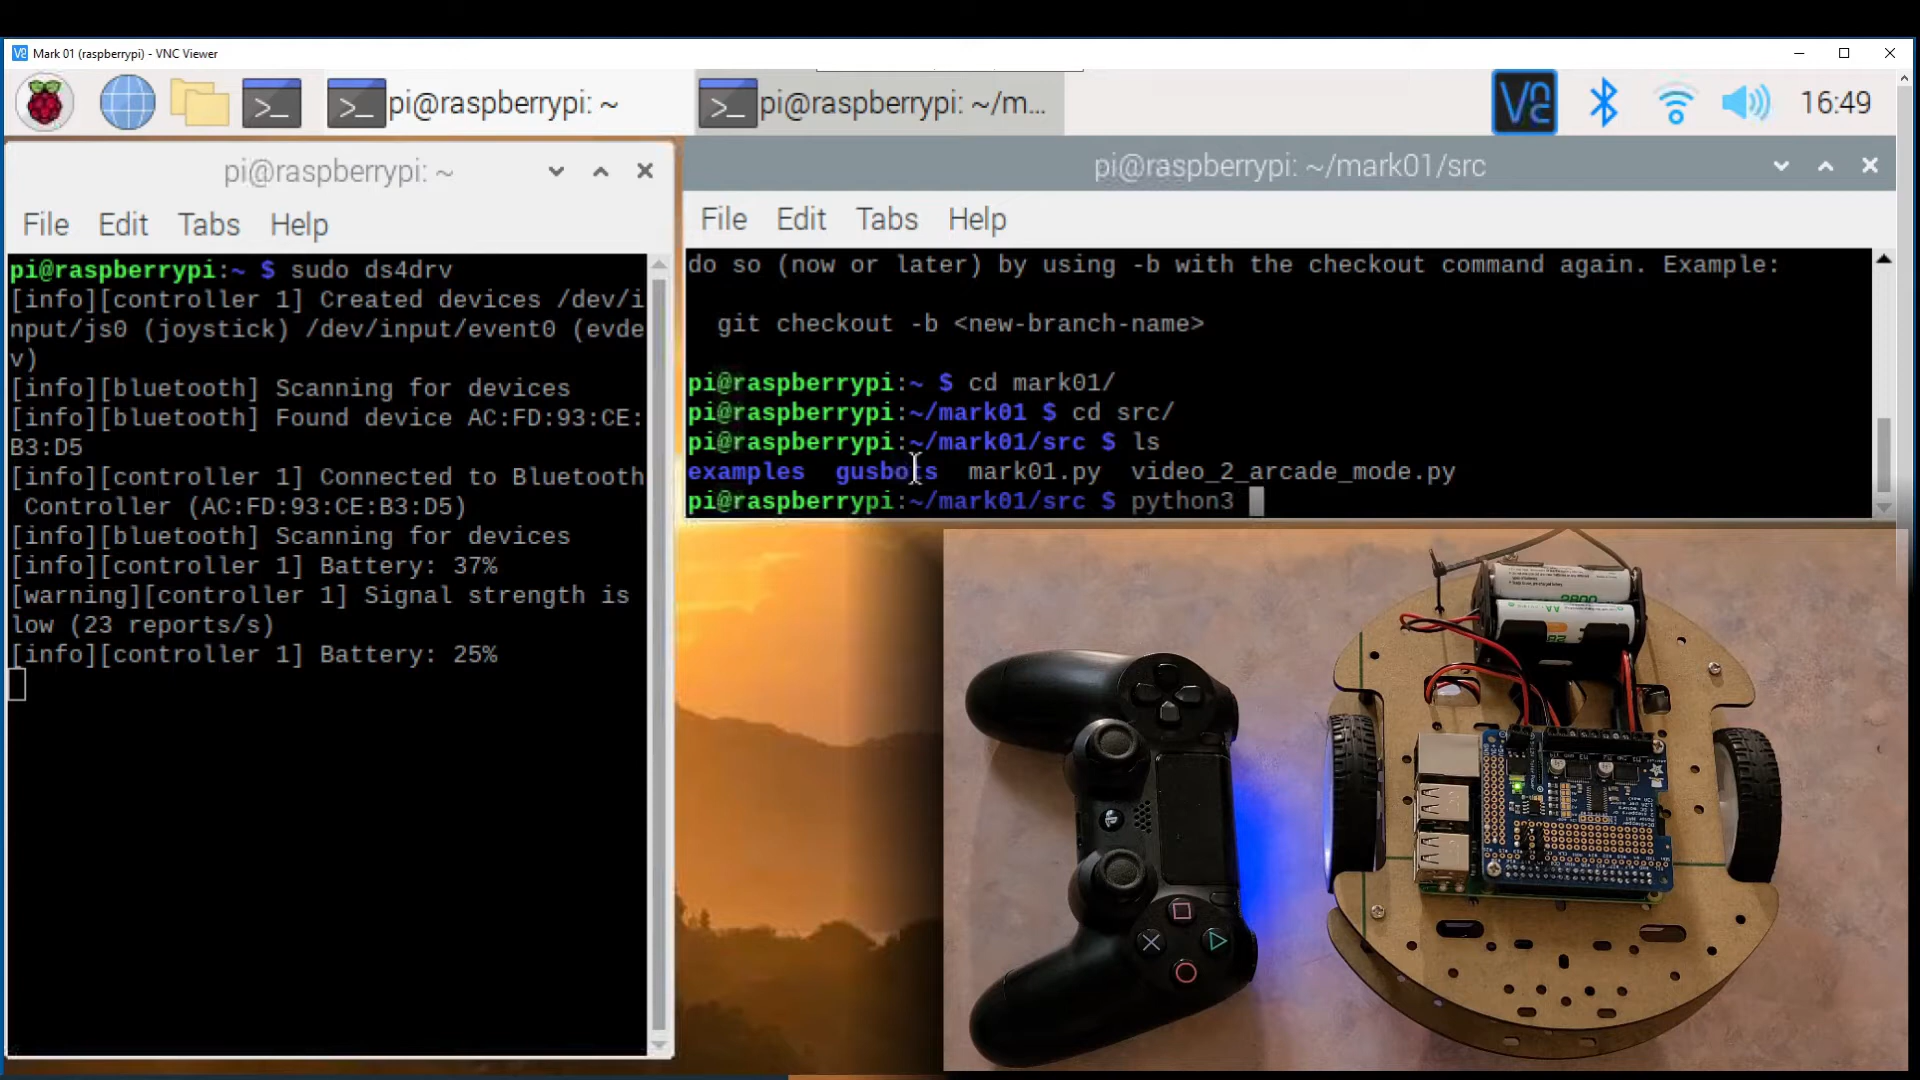 Mark 01 (raspberrypi) - VNC Viewer
pi@raspberrypi: ~
pi@raspberrypi: ~/m...
16:49
pi@raspberrypi: ~
File Edit Tabs Help
pi@raspberrypi:~ $ sudo ds4drv
[info][controller 1] Created devices /dev/i
nput/js0 (joystick) /dev/input/event0 (evde
v)
[info][bluetooth] Scanning for devices
[info][bluetooth] Found device AC:FD:93:CE:
B3:D5
[info][controller 1] Connected to Bluetooth
Controller (AC:FD:93:CE:B3:D5)
[info][bluetooth] Scanning for devices
[info][controller 1] Battery: 37%
[warning][controller 1] Signal strength is
low (23 reports/s)
[info][controller 1] Battery: 25%
pi@raspberrypi: ~/mark01/src
File Edit Tabs Help
do so (now or later) by using -b with the checkout command again. Example:
git checkout -b <new-branch-name>
pi@raspberrypi:~ $ cd mark01/
pi@raspberrypi:~/mark01 $ cd src/
pi@raspberrypi:~/mark01/src $ ls
examples gusbots mark01.py video_2_arcade_mode.py
pi@raspberrypi:~/mark01/src $ python3